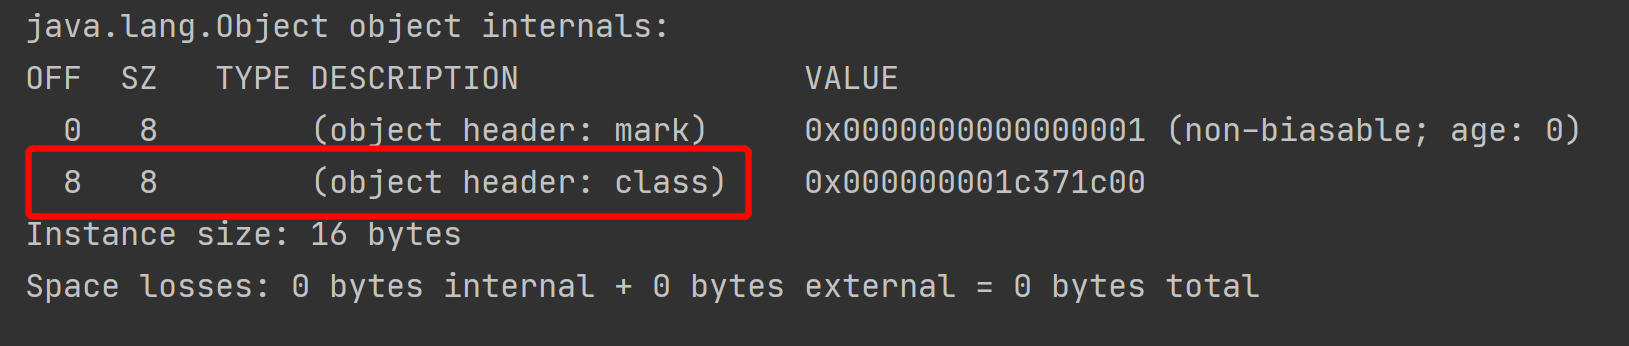 java.lang.Object object internals:
OFF  SZ   TYPE DESCRIPTION               VALUE
  0   8        (object header: mark)     0x0000000000000001 (non-biasable; age: 0)
  8   8        (object header: class)    0x000000001c371c00
Instance size: 16 bytes
Space losses: 0 bytes internal + 0 bytes external = 0 bytes total